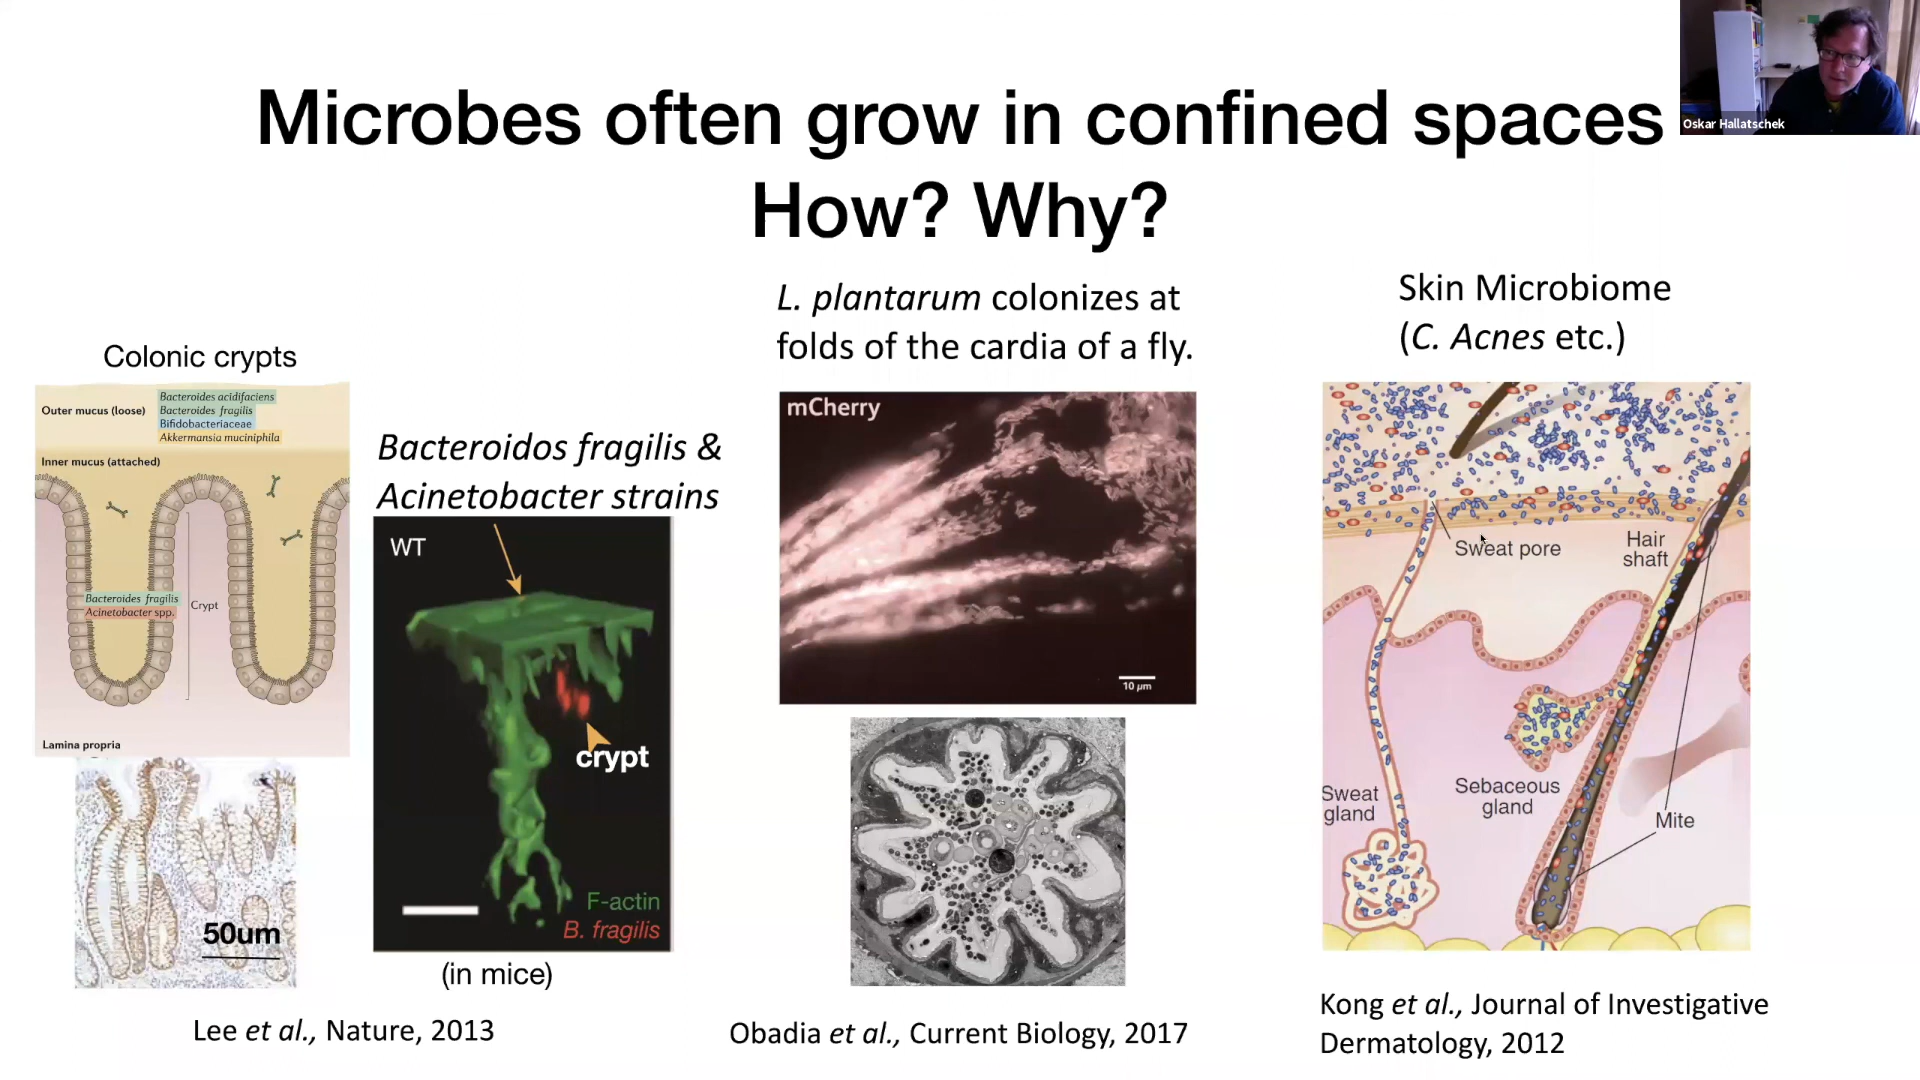 Microbes often grow in confined spaces
How? Why?
Oskar Hallatschek
Colonic crypts
Outer mucus (loose)
Bacteroides acidifaciens
Bacteroides fragilis
Bifidobacteriaceae
Akkermansia muciniphila
Inner mucus (attached)
Bacteroides fragilis
Acinetobacter spp.
Crypt
Lamina propria
50um
Bacteroidos fragilis &
Acinetobacter strains
WT
crypt
F-actin
B. fragilis
(in mice)
Lee et al., Nature, 2013
L. plantarum colonizes at
folds of the cardia of a fly.
mCherry
10 µm
Obadia et al., Current Biology, 2017
Skin Microbiome
(C. Acnes etc.)
Sweat pore
Hair
shaft
Sweat
gland
Sebaceous
gland
Mite
Kong et al., Journal of Investigative
Dermatology, 2012